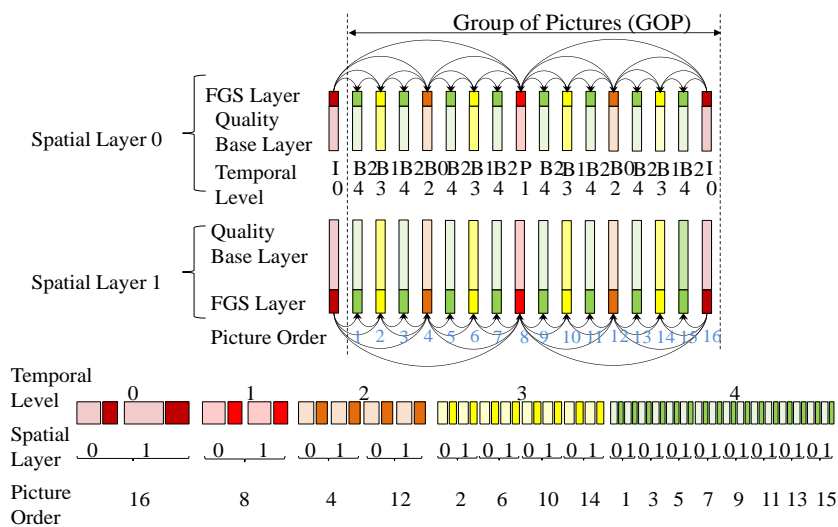 Group of Pictures (GOP)
FGS Layer
Quality
Base Layer
Spatial Layer 0
Temporal
Level
I B2 B1 B2 B0 B2 B1 B2 P B2 B1 B2 B0 B2 B1 B2 I
0 4 3 4 2 4 3 4 1 4 3 4 2 4 3 4 0
Quality
Base Layer
Spatial Layer 1
FGS Layer
Picture Order 1 2 3 4 5 6 7 8 9 10 11 12 13 14 15 16
Temporal
Level
0 1 2 3 4
Spatial
Layer
0 1 0 1 0 1 0 1 0 1 0 1 0 1 0 1 0 1 0 1 0 1 0 1 0 1 0 1 0 1 0 1
Picture
Order
16 8 4 12 2 6 10 14 1 3 5 7 9 11 13 15